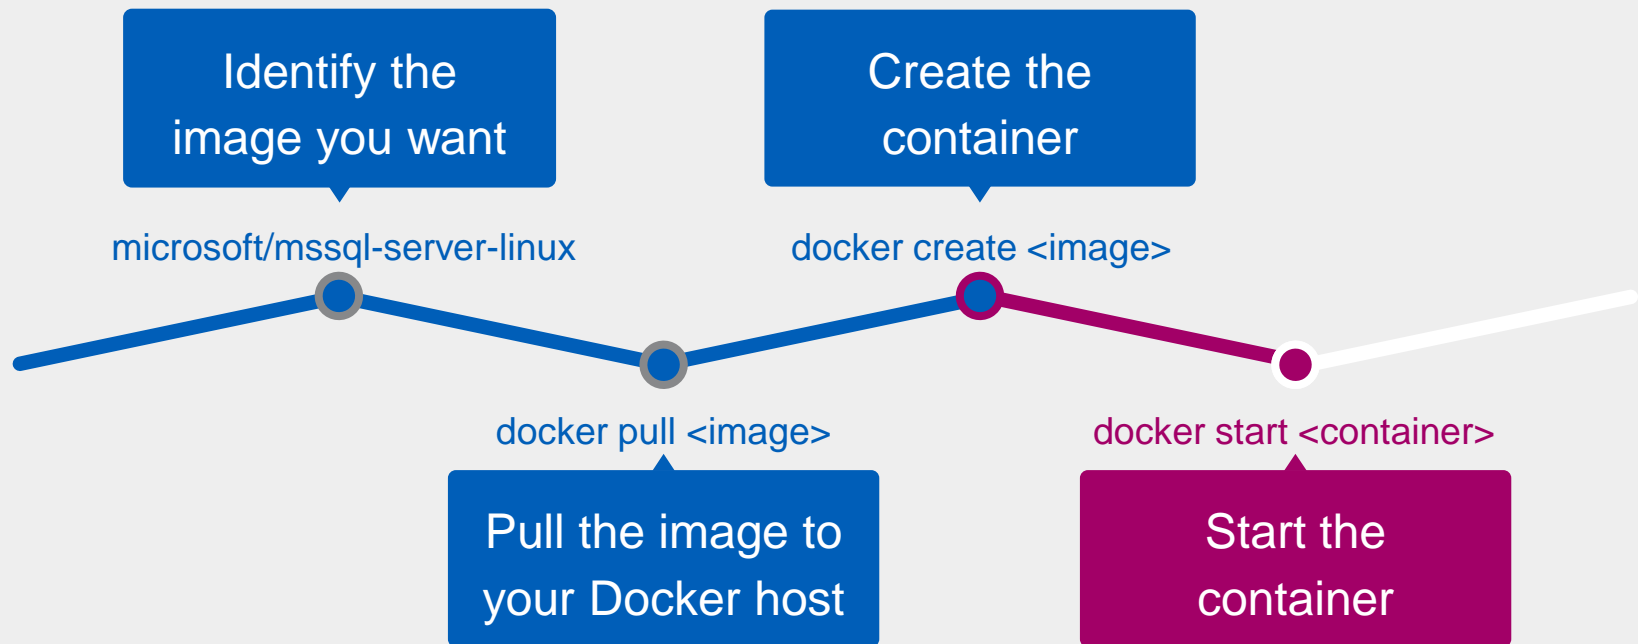 Identify the
image you want
microsoft/mssql-server-linux
docker pull <image>
Pull the image to
your Docker host
Create the
container
docker create <image>
docker start <container>
Start the
container